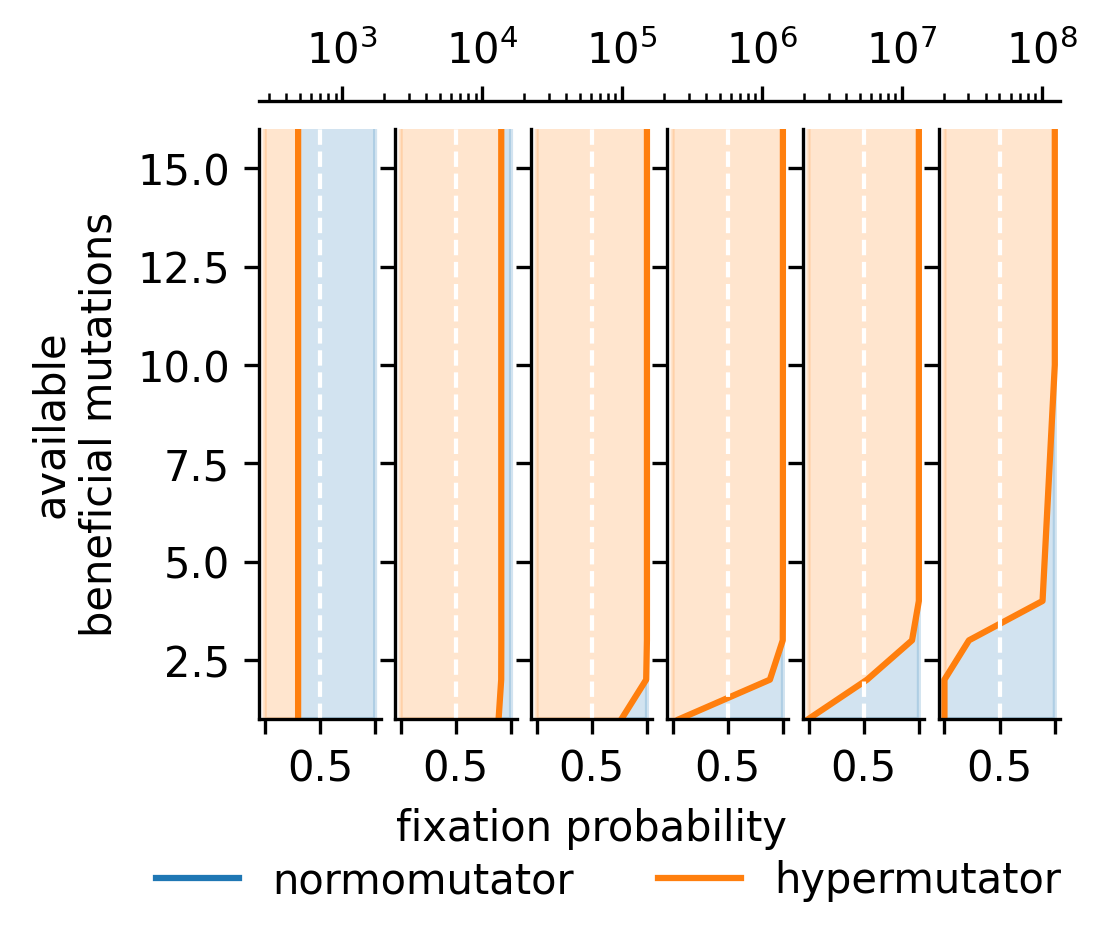 10³ 10⁴ 10⁵ 10⁶ 10⁷ 10⁸
15.0
12.5
10.0
7.5
5.0
2.5
available
beneficial mutations
0.5 0.5 0.5 0.5 0.5 0.5
fixation probability
normomutator hypermutator